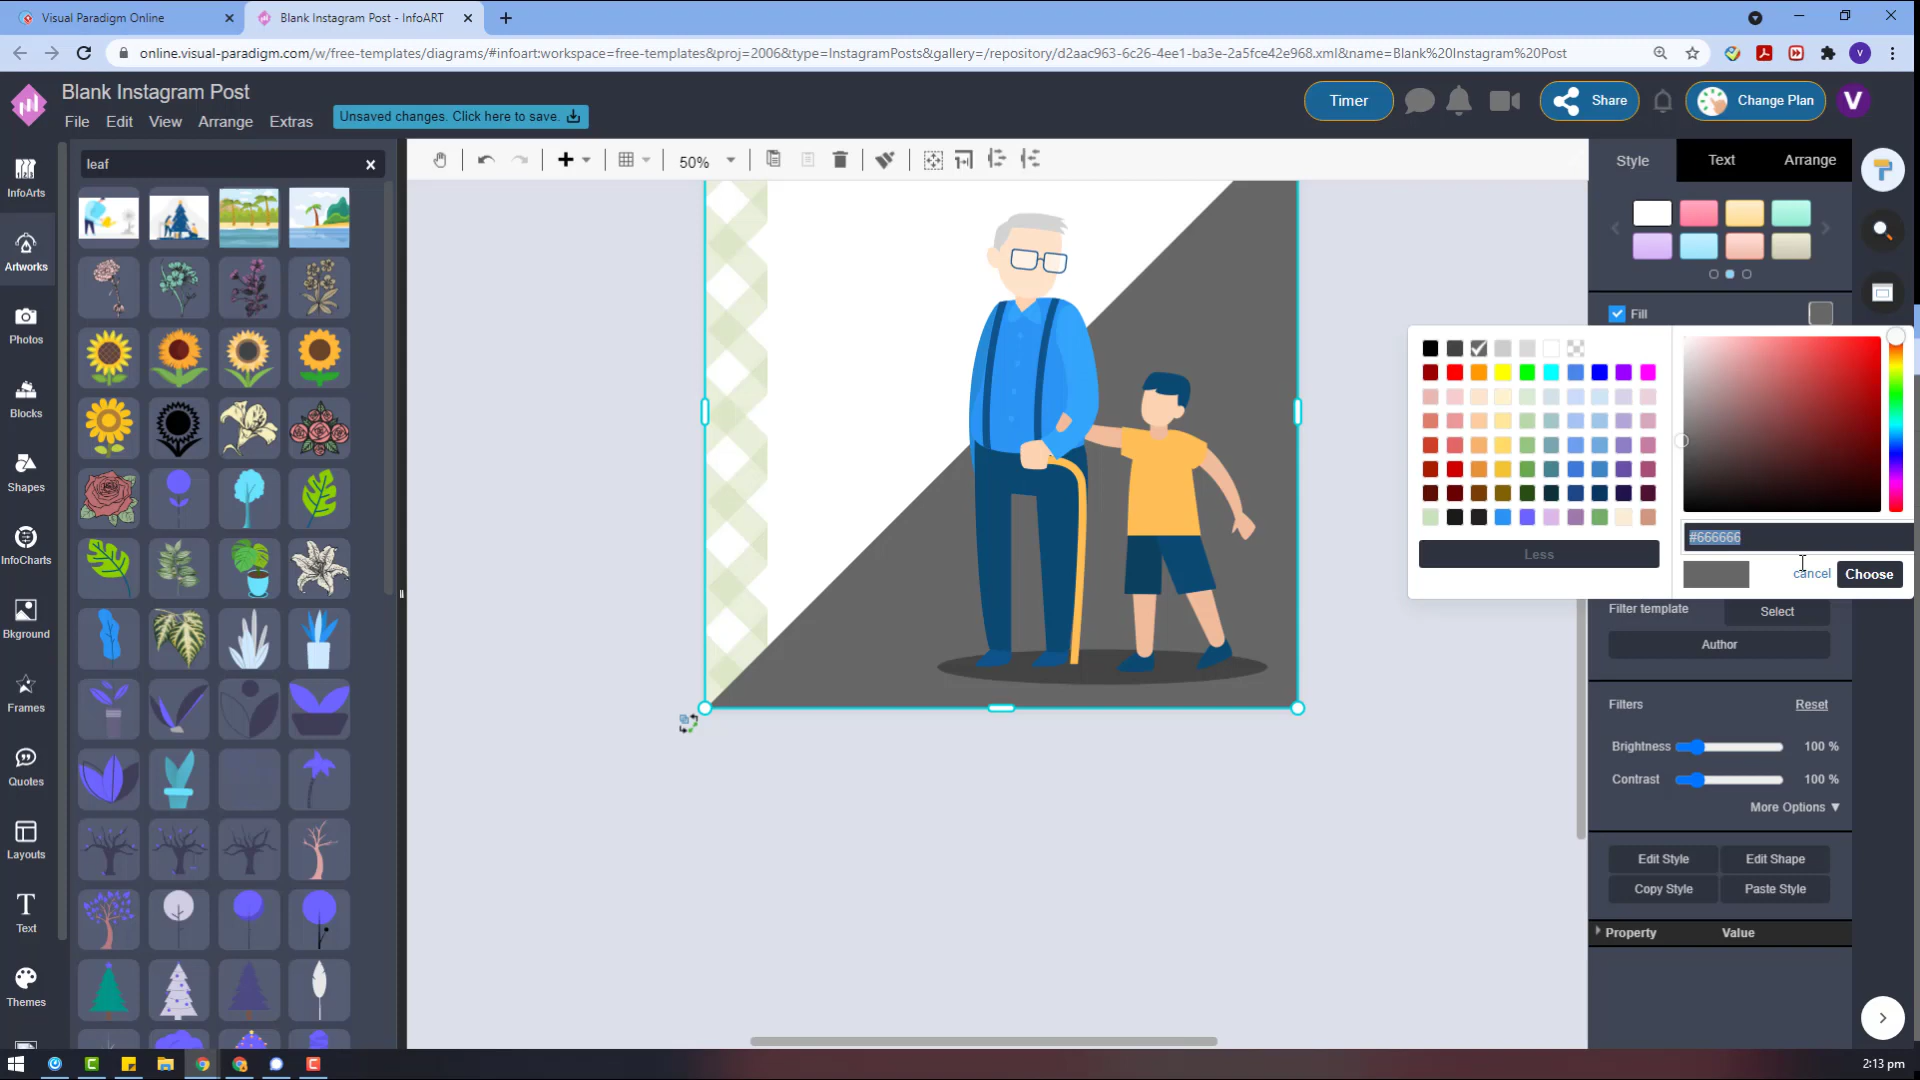 Visual Paradigm Online
Blank Instagram Post - InfoART
online.visual-paradigm.com/w/free-templates/diagrams/#infoart:workspace=free-templates&proj=2006&type=InstagramPosts&gallery=/repository/d2aac963-6c26-4ee1-ba3e-2a5fce42e968.xml&name=Blank%20Instagram%20Post
V
Blank Instagram Post
File Edit View Arrange Extras
Unsaved changes. Click here to save.
Timer
Share
Change Plan
V
leaf
50%
Style Text Arrange
InfoArts
Artworks
Photos
Blocks
Shapes
InfoCharts
Bkground
Frames
Quotes
Layouts
Text
Themes
Fill
Less
#666666
cancel
Choose
Filter template
Select
Author
Filters
Reset
Brightness 100 %
Contrast 100 %
More Options ▼
Edit Style
Edit Shape
Copy Style
Paste Style
Property
Value
2:13 pm